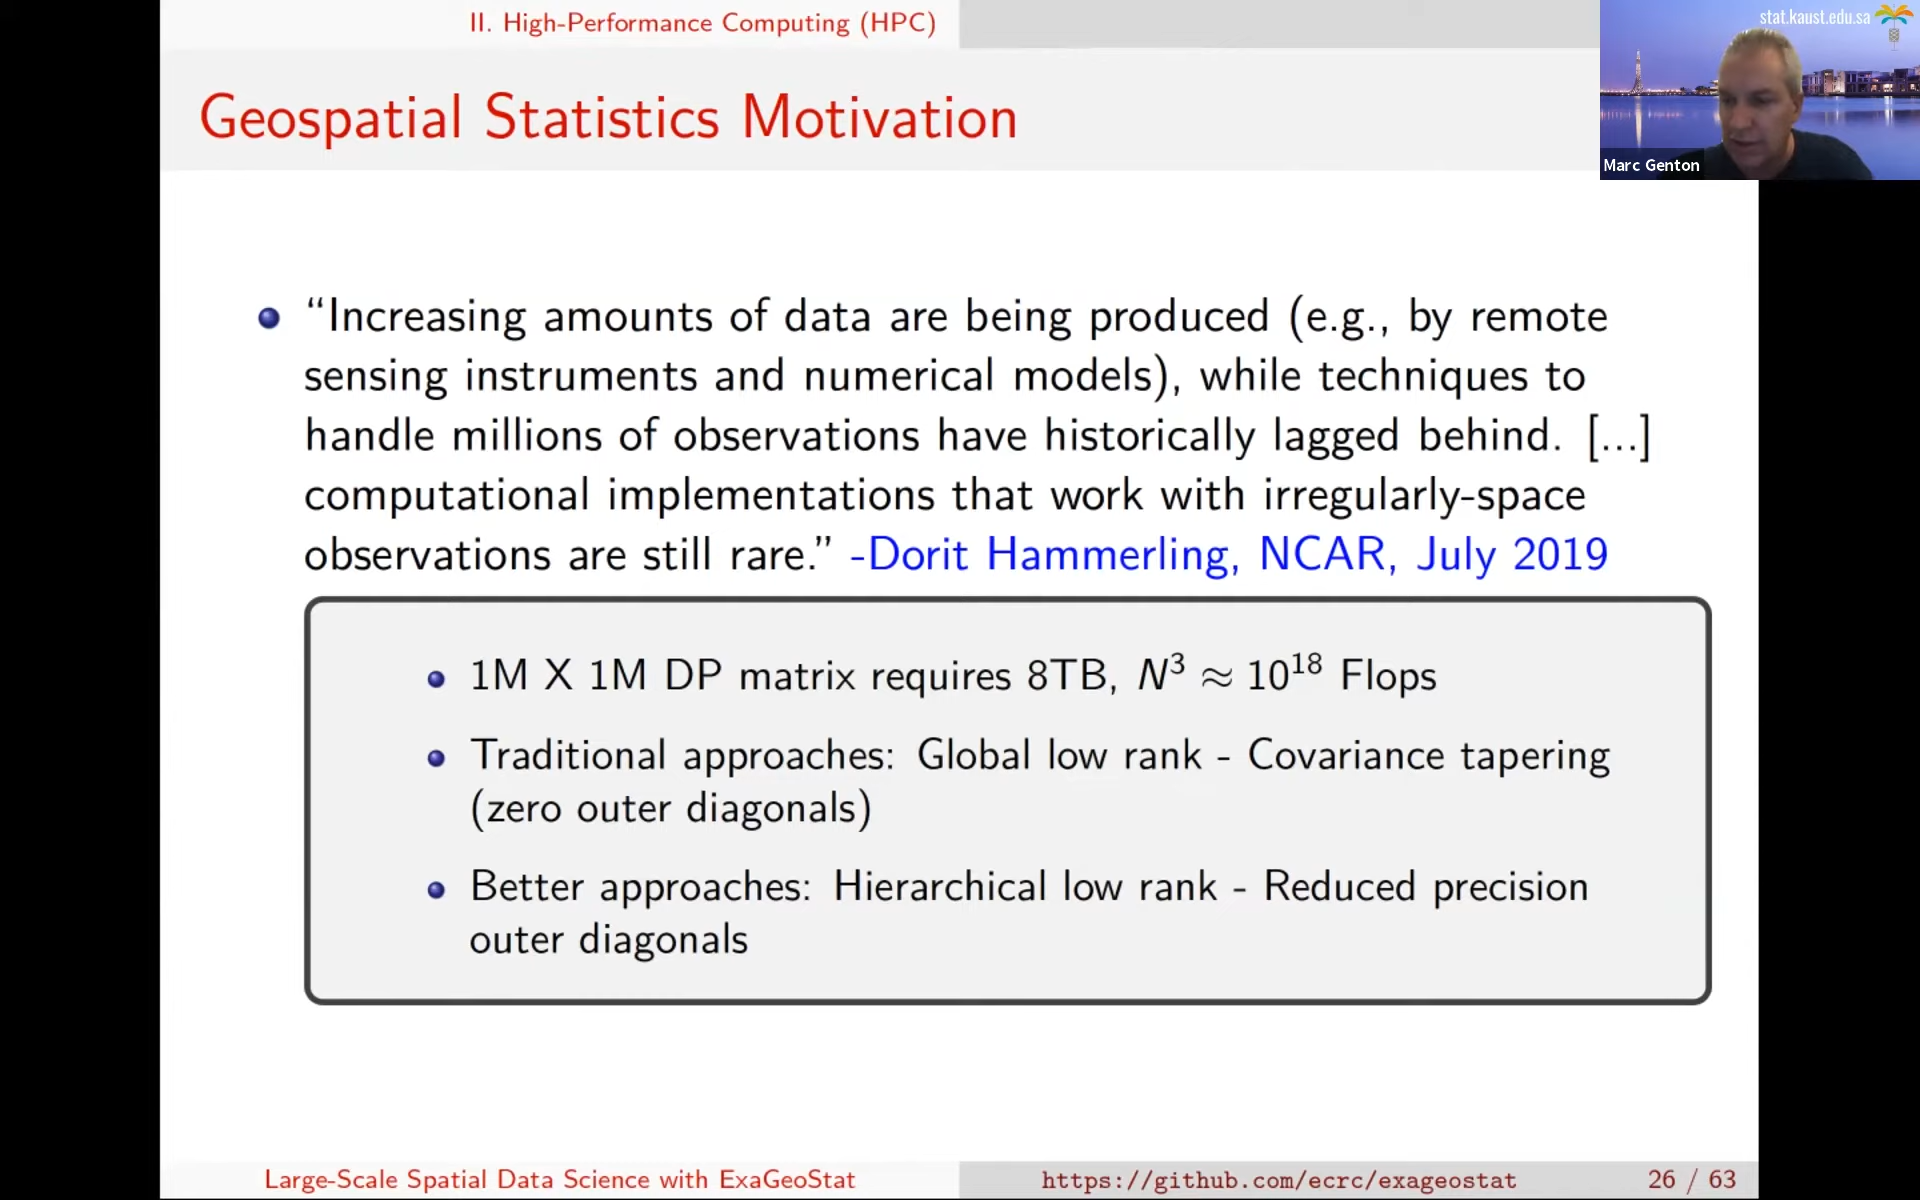 II. High-Performance Computing (HPC)
stat.kaust.edu.sa
Marc Genton
Geospatial Statistics Motivation
“Increasing amounts of data are being produced (e.g., by remote
sensing instruments and numerical models), while techniques to
handle millions of observations have historically lagged behind. [...]
computational implementations that work with irregularly-space
observations are still rare.” -Dorit Hammerling, NCAR, July 2019
1M X 1M DP matrix requires 8TB, N³ ≈ 10¹⁸ Flops
Traditional approaches: Global low rank - Covariance tapering
(zero outer diagonals)
Better approaches: Hierarchical low rank - Reduced precision
outer diagonals
Large-Scale Spatial Data Science with ExaGeoStat
https://github.com/ecrc/exageostat
26 / 63